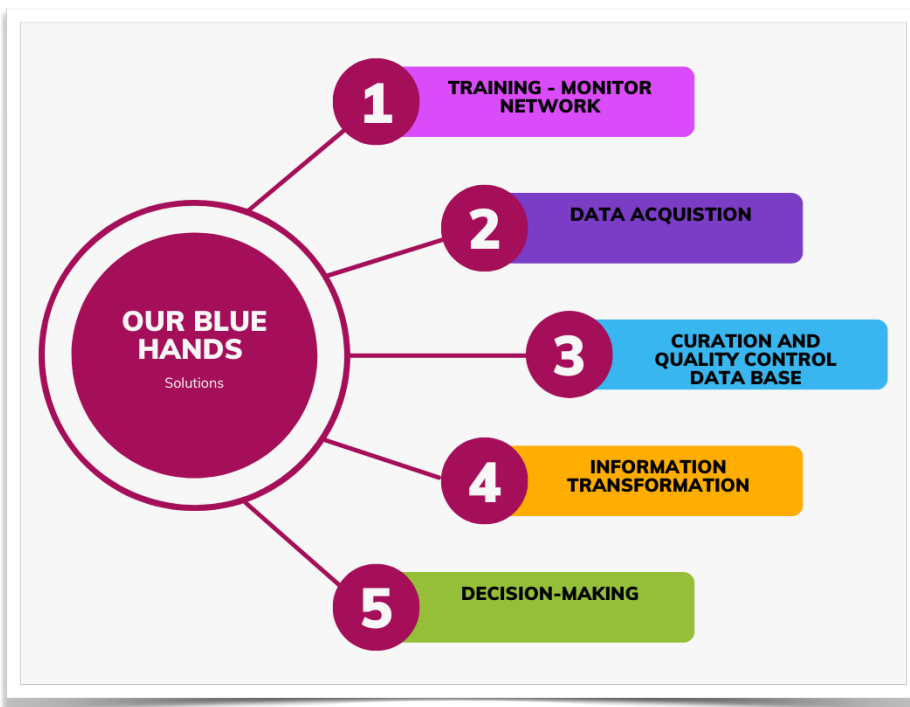 1
TRAINING - MONITOR
NETWORK
2
DATA ACQUISTION
OUR BLUE
HANDS
Solutions
3
CURATION AND
QUALITY CONTROL
DATA BASE
4
INFORMATION
TRANSFORMATION
5
DECISION-MAKING